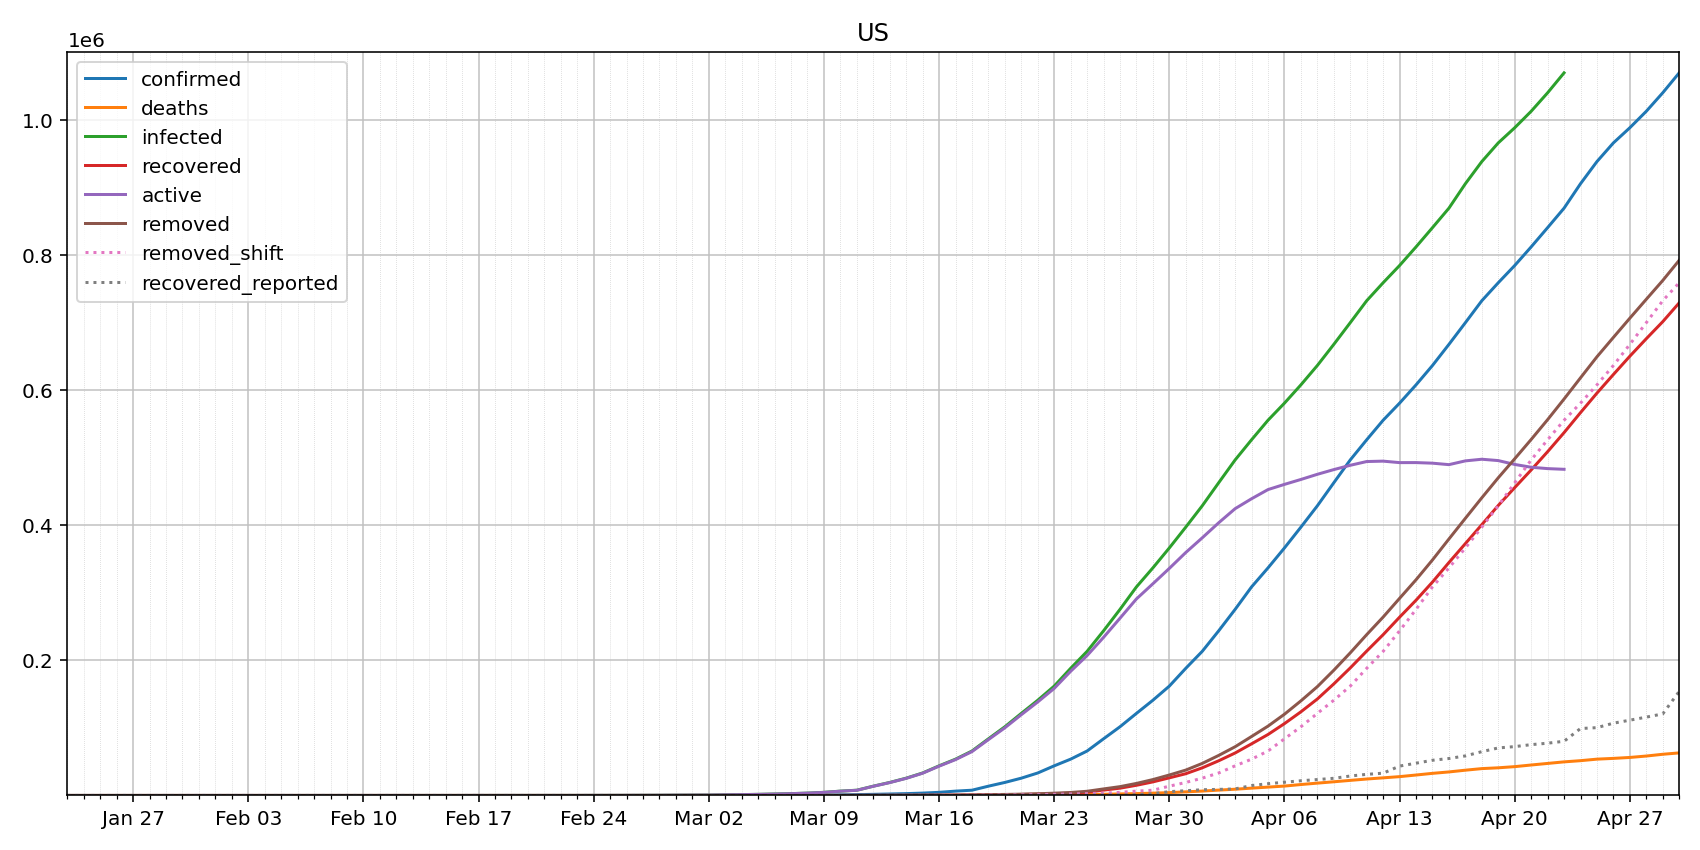 US
1e6
confirmed
deaths
infected
recovered
active
removed
removed_shift
recovered_reported
1.0
0.8
0.6
0.4
0.2
Jan 27 Feb 03 Feb 10 Feb 17 Feb 24 Mar 02 Mar 09 Mar 16 Mar 23 Mar 30 Apr 06 Apr 13 Apr 20 Apr 27